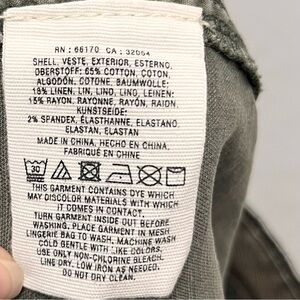 RN : 66170 CA : 32054
SHELL, VESTE, EXTERIOR, ESTERNO,
OBERSTOFF: 65% COTTON, COTON,
ALGODÓN, COTONE, BAUMWOLLE:
18% LINEN, LIN, LINO, LINO, LEINEN:
15% RAYON, RAYONNE, RAYÓN, RAION,
KUNSTSEIDE:
2% SPANDEX, ÉLASTHANNE, ELASTANO,
ELASTAN, ELASTAN
MADE IN CHINA, HECHO EN CHINA,
FABRIQUÉ EN CHINE
30
THIS GARMENT CONTAINS DYE WHICH
MAY DISCOLOR MATERIALS WITH WHICH
IT COMES IN CONTACT.
TURN GARMENT INSIDE OUT BEFORE
WASHING. PLACE GARMENT IN MESH
LINGERIE BAG TO WASH. MACHINE WASH
COLD GENTLE WITH LIKE COLORS.
USE ONLY NON-CHLORINE BLEACH.
LINE DRY. LOW IRON AS NEEDED.
DO NOT DRY CLEAN.